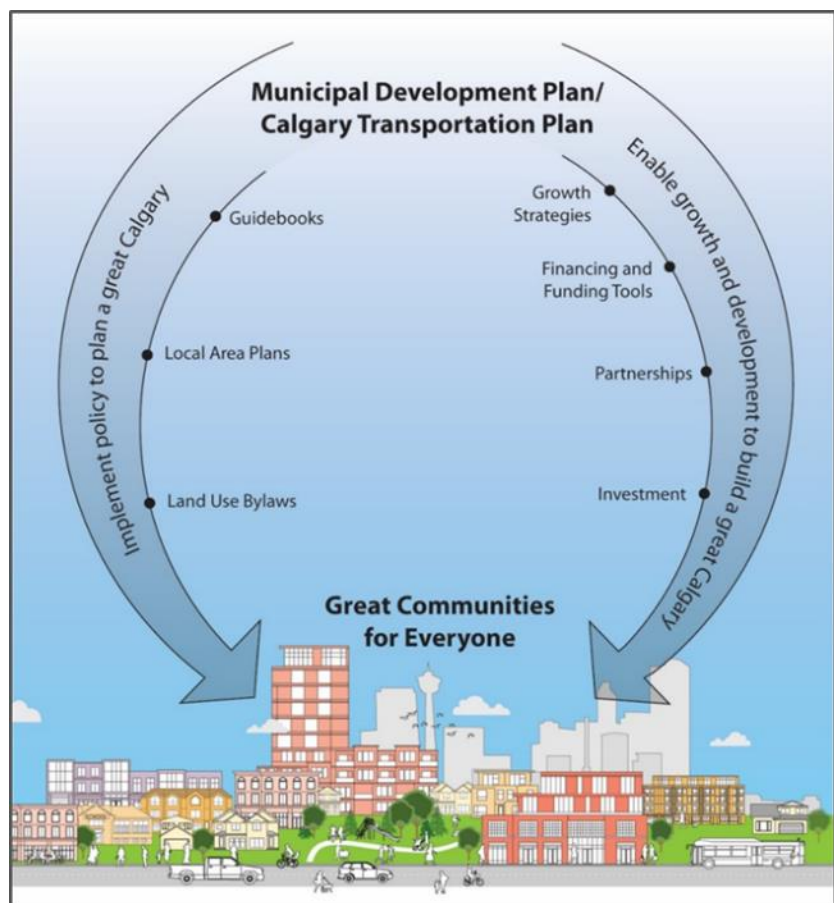 Municipal Development Plan/
Calgary Transportation Plan
Implement policy to plan a great Calgary
Guidebooks
Local Area Plans
Land Use Bylaws
Enable growth and development to build a great Calgary
Growth
Strategies
Financing and
Funding Tools
Partnerships
Investment
Great Communities
for Everyone